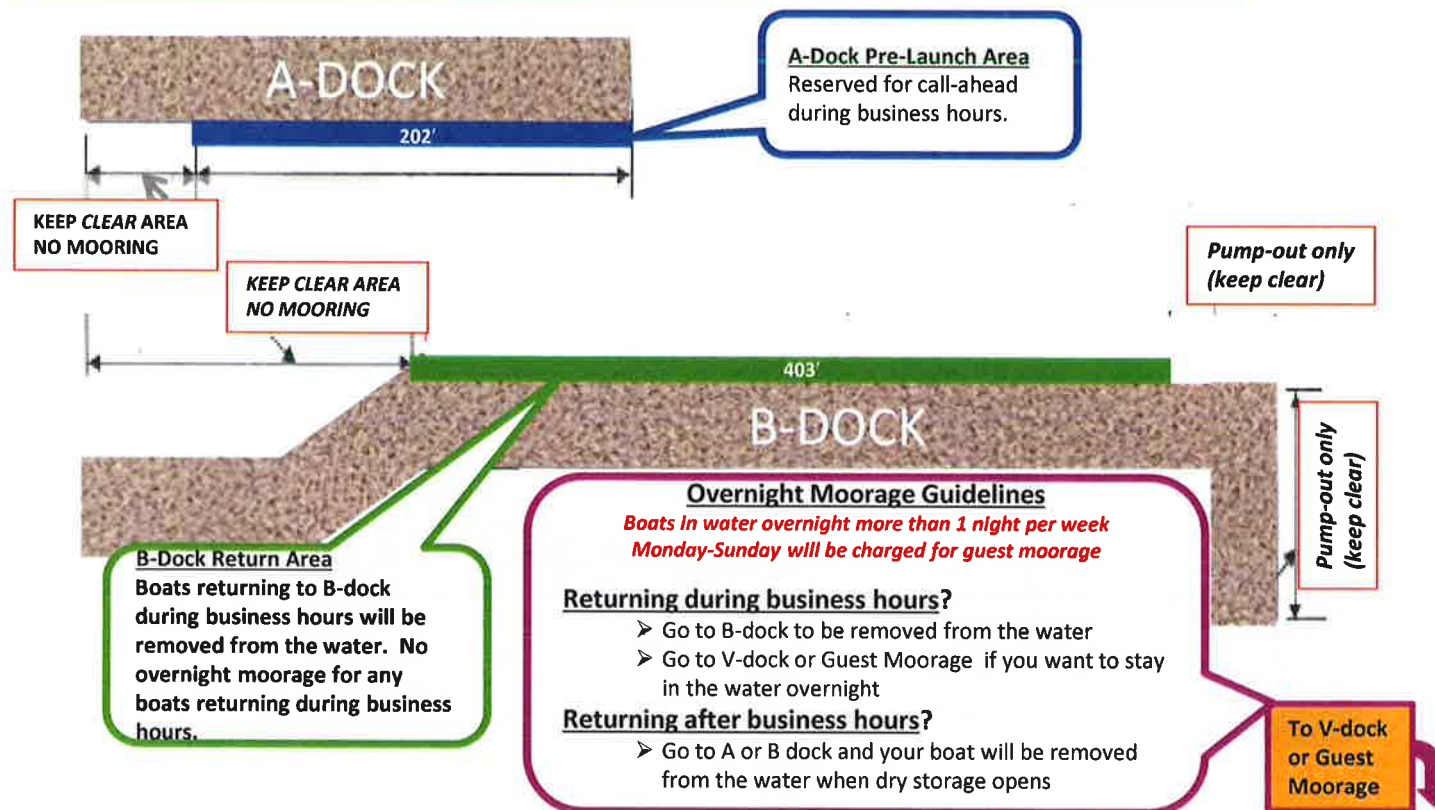 A-DOCK
202'
A-Dock Pre-Launch Area
Reserved for call-ahead
during business hours.
KEEP CLEAR AREA
NO MOORING
KEEP CLEAR AREA
NO MOORING
Pump-out only
(keep clear)
403'
B-DOCK
Pump-out only
(keep clear)
B-Dock Return Area
Boats returning to B-dock
during business hours will be
removed from the water. No
overnight moorage for any
boats returning during business
hours.
Overnight Moorage Guidelines
Boats in water overnight more than 1 night per week
Monday-Sunday will be charged for guest moorage
Returning during business hours?
➢ Go to B-dock to be removed from the water
➢ Go to V-dock or Guest Moorage if you want to stay
in the water overnight
Returning after business hours?
➢ Go to A or B dock and your boat will be removed
from the water when dry storage opens
To V-dock
or Guest
Moorage